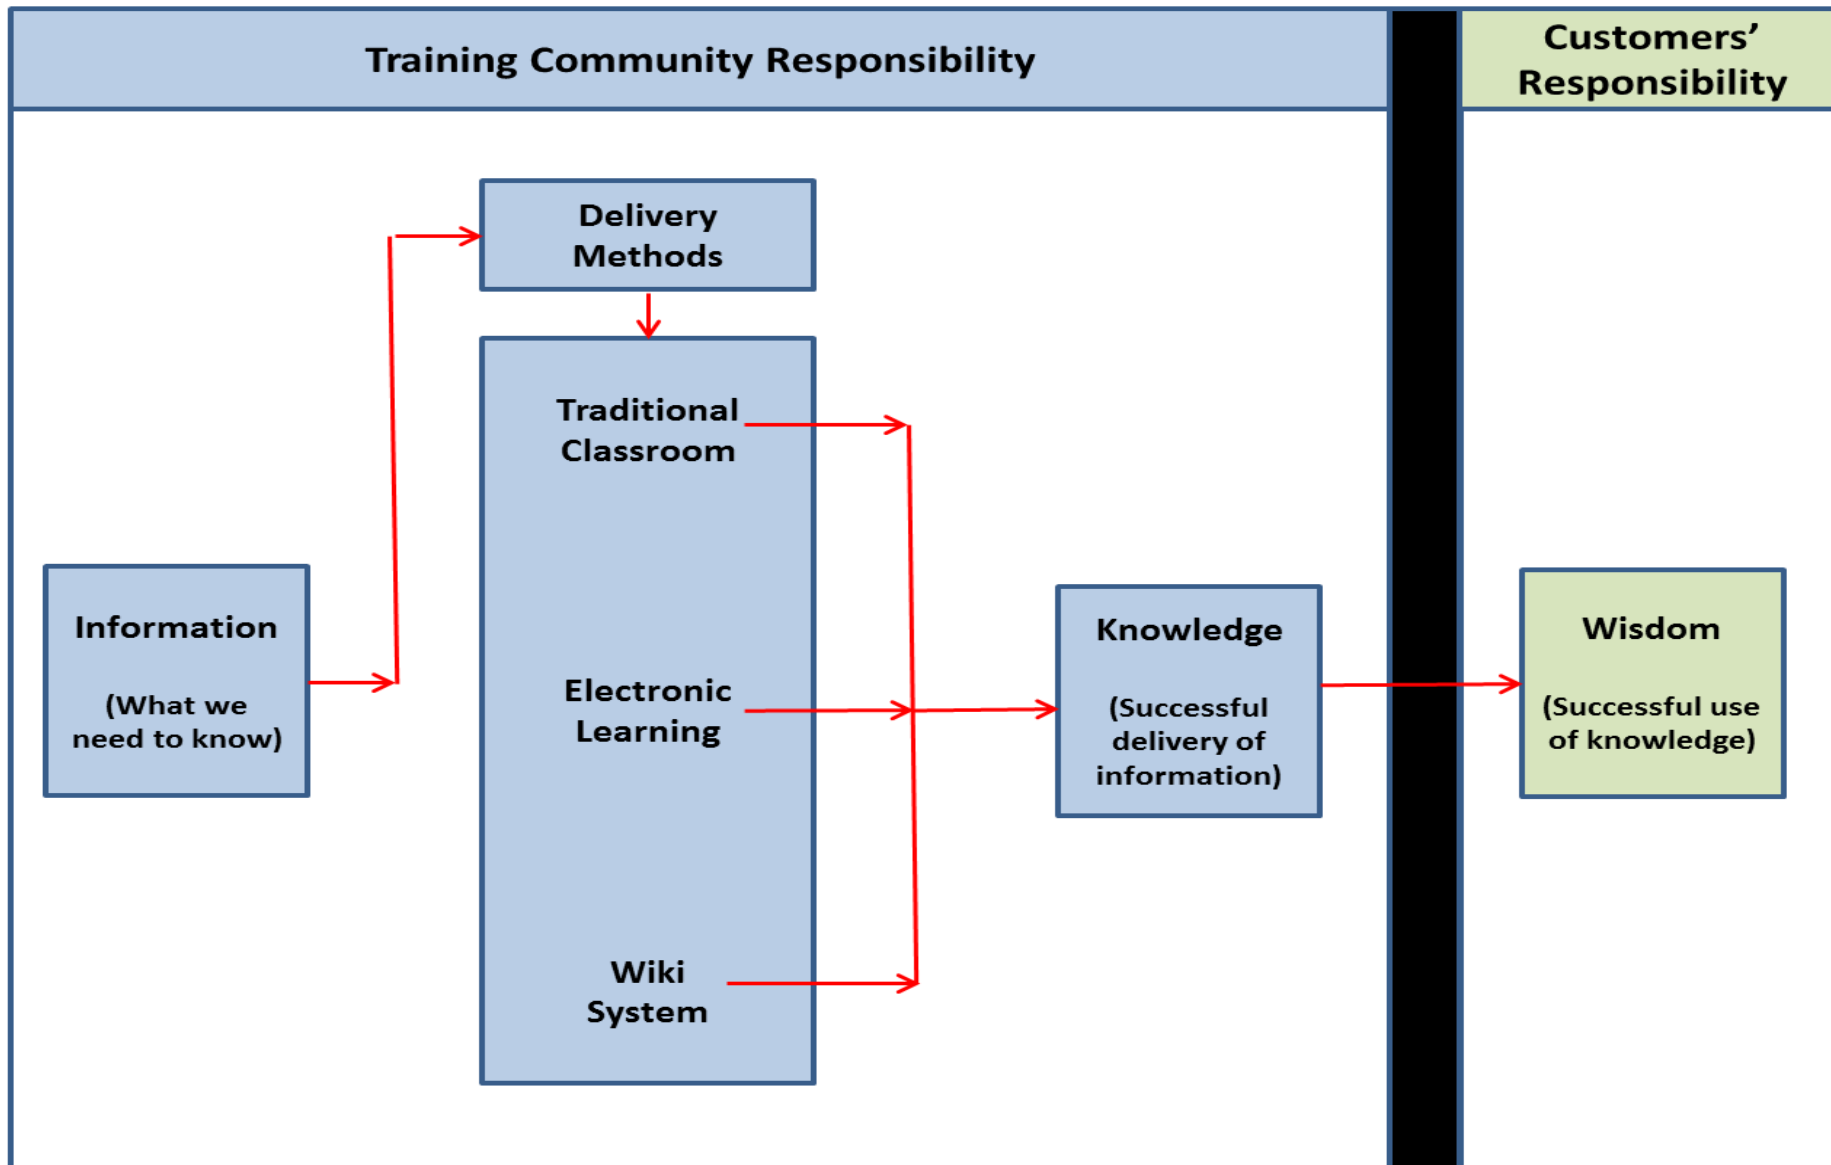 Training Community Responsibility
Customers’
Responsibility
Delivery
Methods
Traditional
Classroom
Electronic
Learning
Wiki
System
Information
(What we
need to know)
Knowledge
(Successful
delivery of
information)
Wisdom
(Successful use
of knowledge)